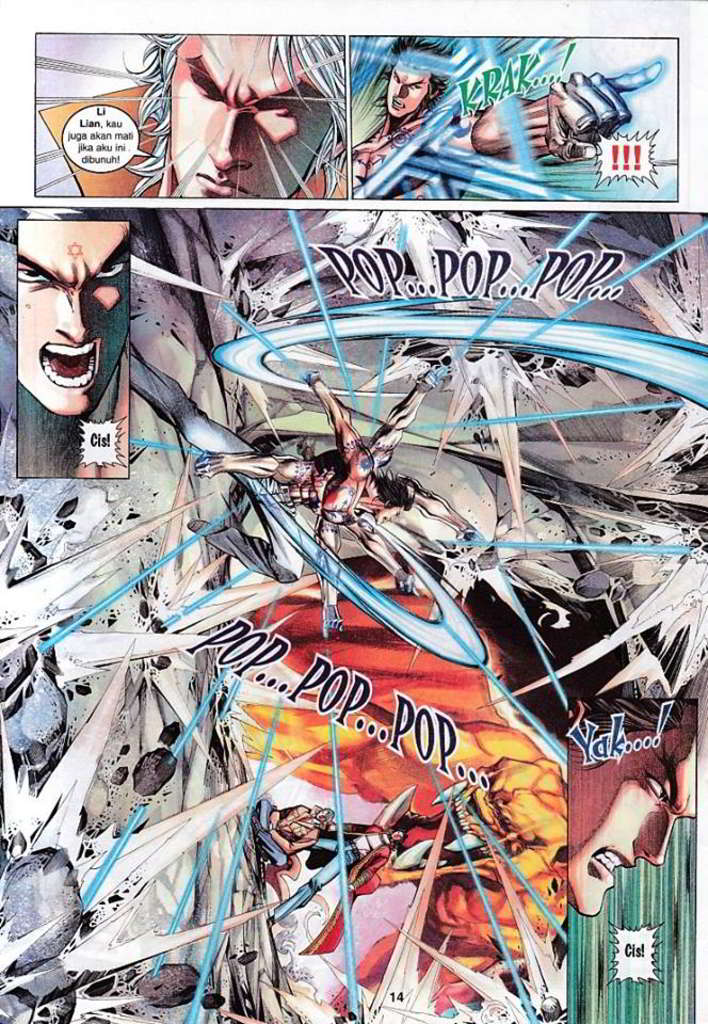 Li
Lian, kau
juga akan mati
jika aku ini
dibunuh!
KRAK....!
!!!
POP...POP...POP...
Cis!
POP...POP...POP...
Yak....!
Cis!
14